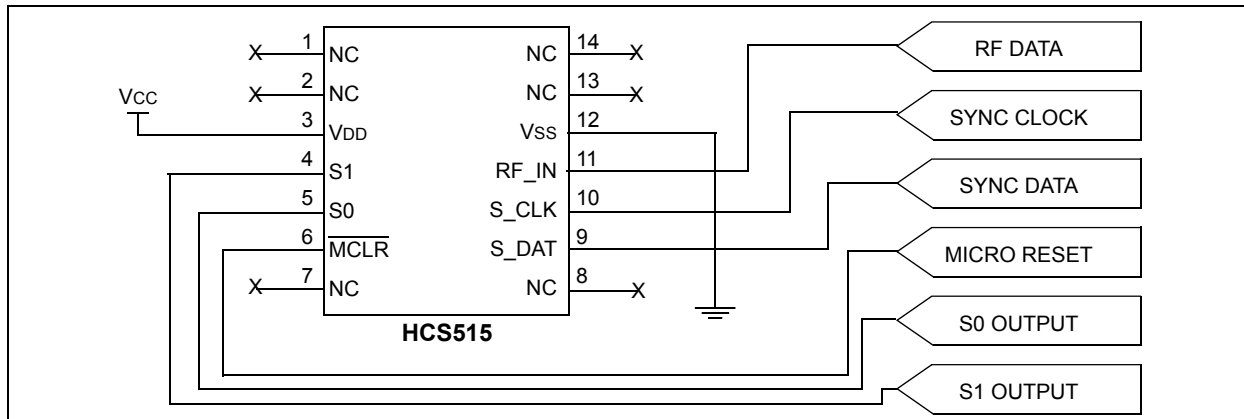 1
NC
2
NC
VCC
3
VDD
4
S1
5
S0
6
MCLR
7
NC
14
NC
X
13
NC
X
12
VSS
11
RF_IN
10
S_CLK
9
S_DAT
8
NC
X
X
X
X
HCS515
RF DATA
SYNC CLOCK
SYNC DATA
MICRO RESET
S0 OUTPUT
S1 OUTPUT